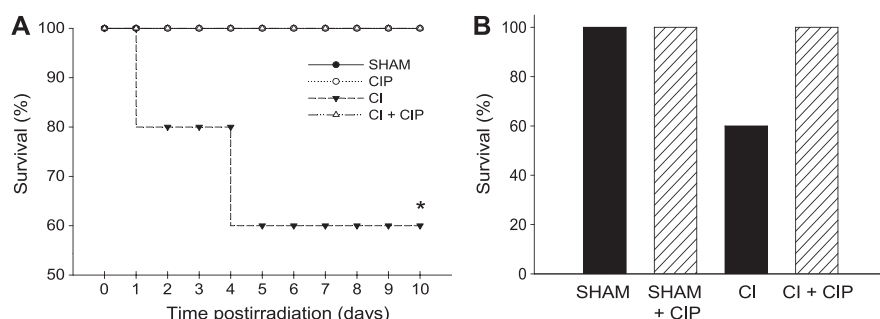 A
Survival (%)
100
90
80
70
60
50
0 1 2 3 4 5 6 7 8 9 10
Time postirradiation (days)
SHAM
CIP
CI
CI + CIP
*
B
Survival (%)
100
80
60
40
20
0
SHAM SHAM CI CI + CIP
+ CIP